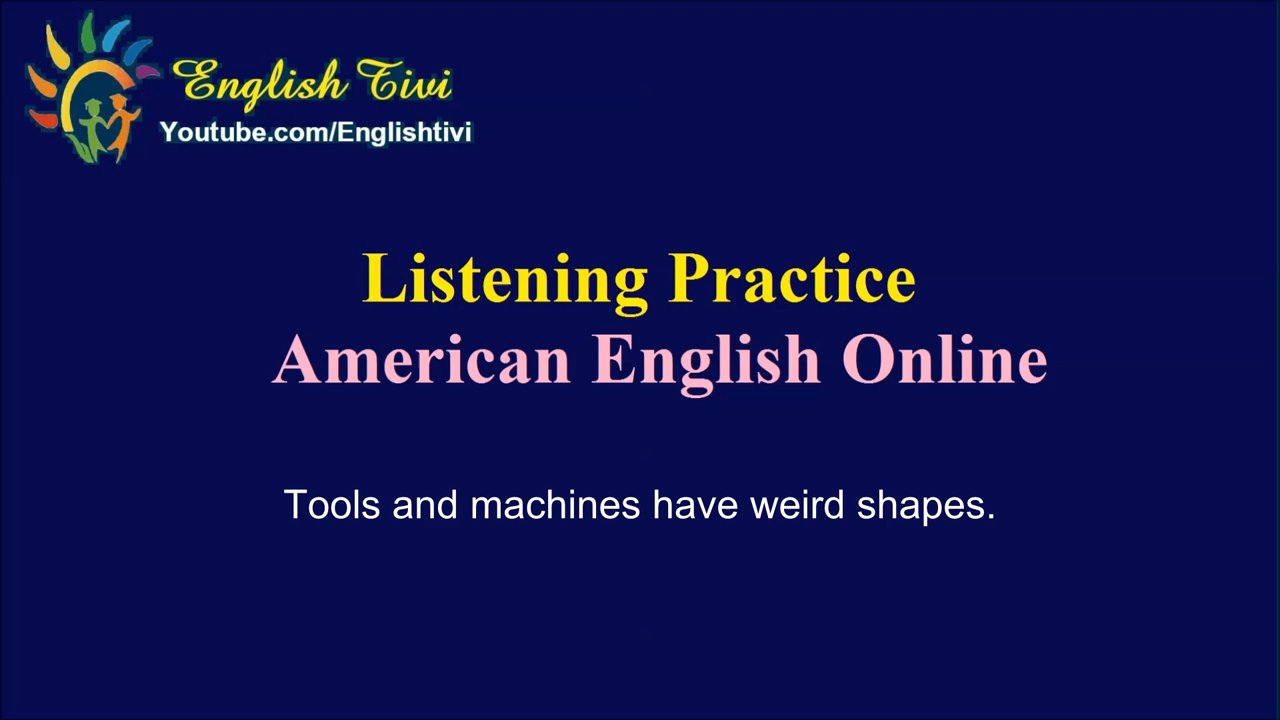 English Tivi
Youtube.com/Englishtivi
Listening Practice
American English Online
Tools and machines have weird shapes.